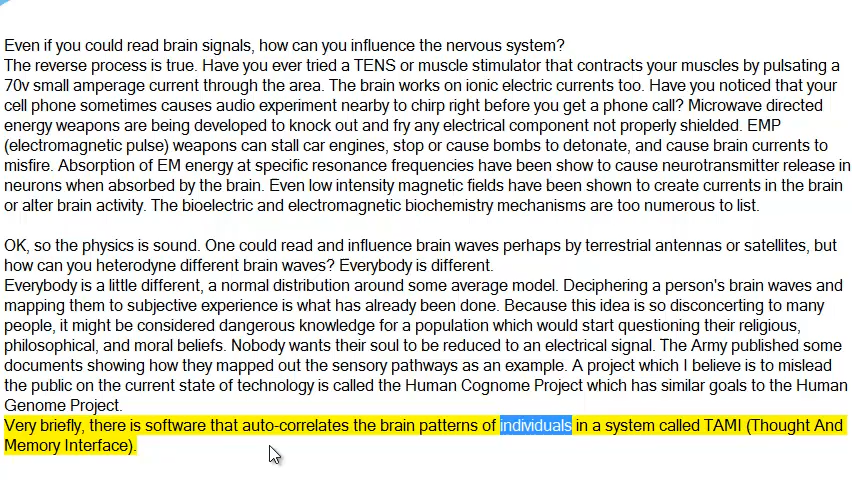 Even if you could read brain signals, how can you influence the nervous system?
The reverse process is true. Have you ever tried a TENS or muscle stimulator that contracts your muscles by pulsating a
70v small amperage current through the area. The brain works on ionic electric currents too. Have you noticed that your
cell phone sometimes causes audio experiment nearby to chirp right before you get a phone call? Microwave directed
energy weapons are being developed to knock out and fry any electrical component not properly shielded. EMP
(electromagnetic pulse) weapons can stall car engines, stop or cause bombs to detonate, and cause brain currents to
misfire. Absorption of EM energy at specific resonance frequencies have been show to cause neurotransmitter release in
neurons when absorbed by the brain. Even low intensity magnetic fields have been shown to create currents in the brain
or alter brain activity. The bioelectric and electromagnetic biochemistry mechanisms are too numerous to list.
OK, so the physics is sound. One could read and influence brain waves perhaps by terrestrial antennas or satellites, but
how can you heterodyne different brain waves? Everybody is different.
Everybody is a little different, a normal distribution around some average model. Deciphering a person's brain waves and
mapping them to subjective experience is what has already been done. Because this idea is so disconcerting to many
people, it might be considered dangerous knowledge for a population which would start questioning their religious,
philosophical, and moral beliefs. Nobody wants their soul to be reduced to an electrical signal. The Army published some
documents showing how they mapped out the sensory pathways as an example. A project which I believe is to mislead
the public on the current state of technology is called the Human Cognome Project which has similar goals to the Human
Genome Project.
Very briefly, there is software that auto-correlates the brain patterns of individuals in a system called TAMI (Thought And
Memory Interface).